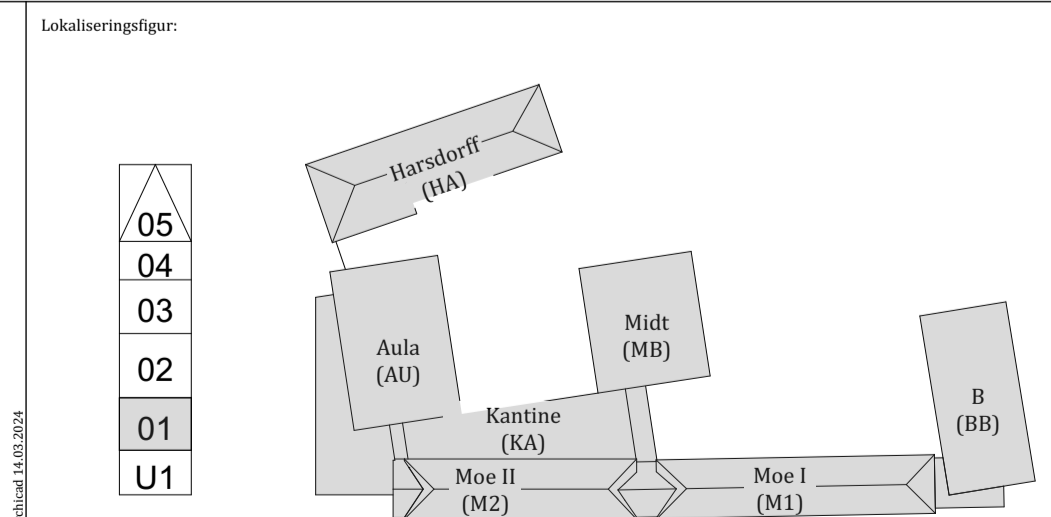 Lokaliseringsfigur:
Harsdorff
(HA)
05
04
03
02
01
U1
Aula
(AU)
Midt
(MB)
B
(BB)
Kantine
(KA)
Moe II
(M2)
Moe I
(M1)
chicad 14.03.2024